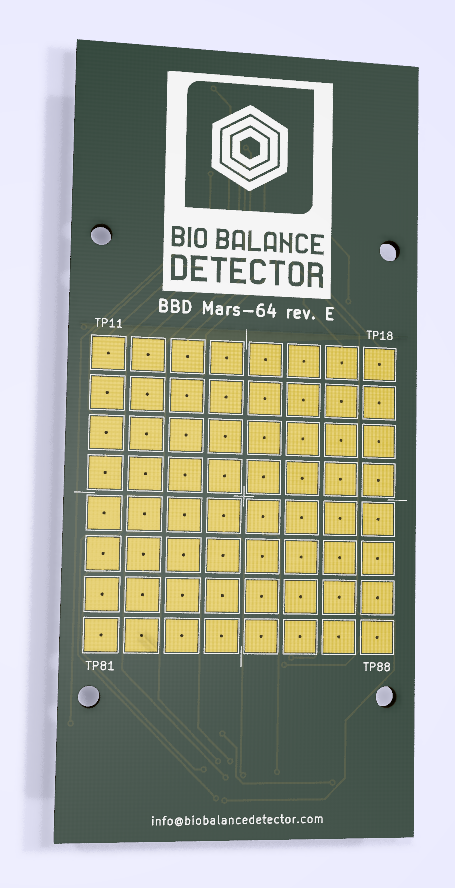 BIO BALANCE
DETECTOR
BBD Mars-64 rev. E
TP11
TP18
TP81
TP88
info@biobalancedetector.com